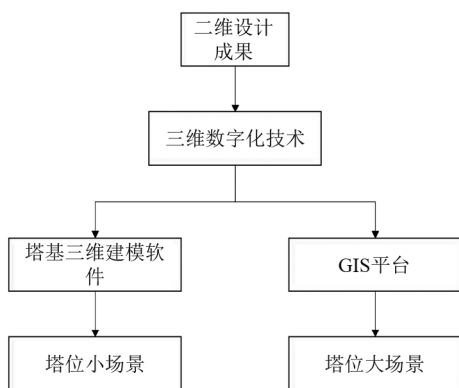 二维设计
成果
三维数字化技术
塔基三维建模软
件
GIS平台
塔位小场景
塔位大场景